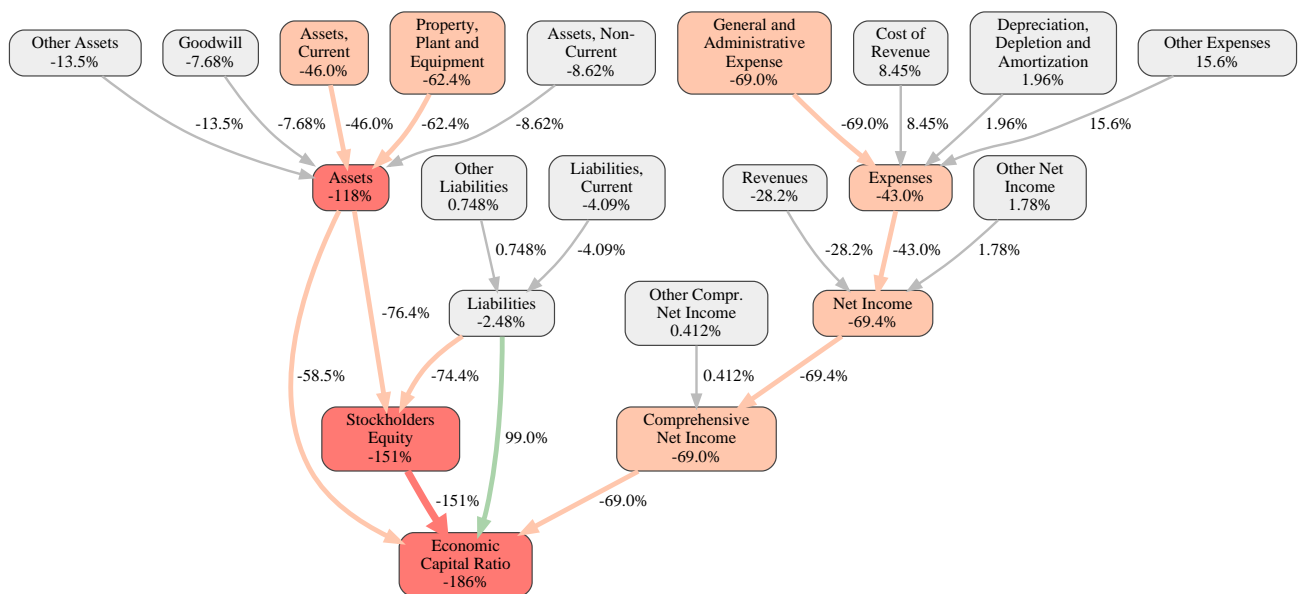 Other Assets
-13.5%
Goodwill
-7.68%
Assets,
Current
-46.0%
Property,
Plant and
Equipment
-62.4%
Assets, Non-
Current
-8.62%
General and
Administrative
Expense
-69.0%
Cost of
Revenue
8.45%
Depreciation,
Depletion and
Amortization
1.96%
Other Expenses
15.6%
-13.5%
-7.68%
-46.0%
-62.4%
-8.62%
-69.0%
8.45%
1.96%
15.6%
Assets
-118%
Other
Liabilities
0.748%
Liabilities,
Current
-4.09%
Revenues
-28.2%
Expenses
-43.0%
Other Net
Income
1.78%
0.748%
-4.09%
-28.2%
-43.0%
1.78%
-76.4%
Liabilities
-2.48%
Other Compr.
Net Income
0.412%
Net Income
-69.4%
-58.5%
-74.4%
0.412%
-69.4%
Stockholders
Equity
-151%
99.0%
Comprehensive
Net Income
-69.0%
-151%
-69.0%
Economic
Capital Ratio
-186%